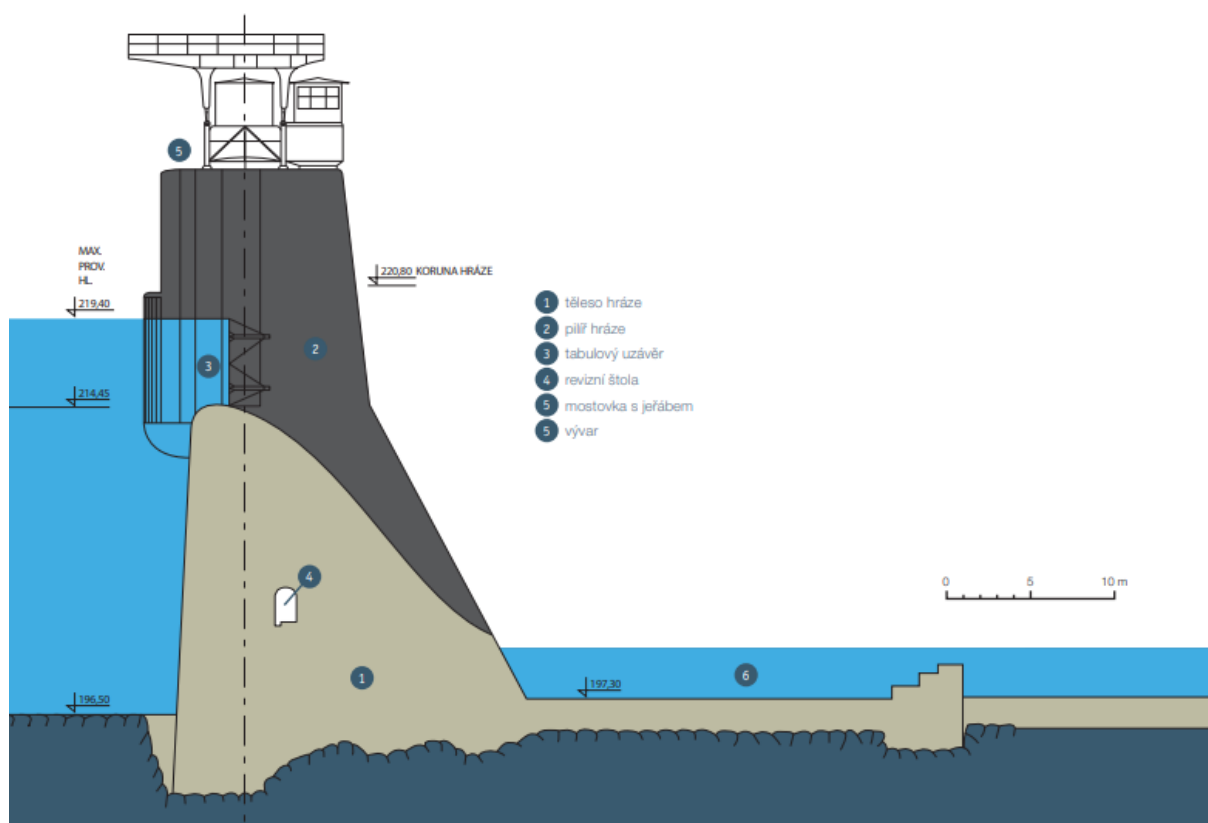 5
MAX.
PROV.
HL.
219,40
220,80 KORUNA HRÁZE
1 těleso hráze
2 pilíř hráze
3 tabulový uzávěr
4 revizní štola
5 mostovka s jeřábem
5 vývar
2
3
214,45
4
0 5 10 m
1
6
197,30
196,50